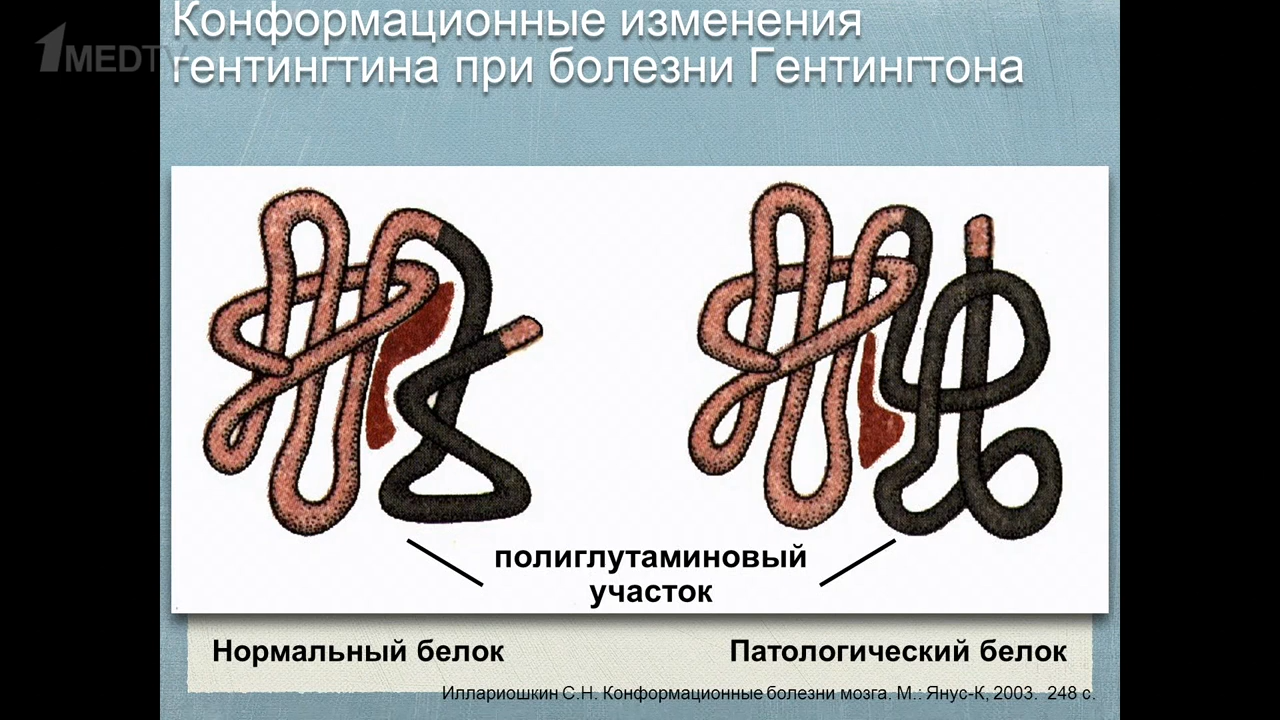 1MEDTV
Конформационные изменения
гентингтина при болезни Гентингтона
полиглутаминовый
участок
Нормальный белок
Патологический белок
Иллариошкин С.Н. Конформационные болезни мозга. М.: Янус-К, 2003. 248 с.